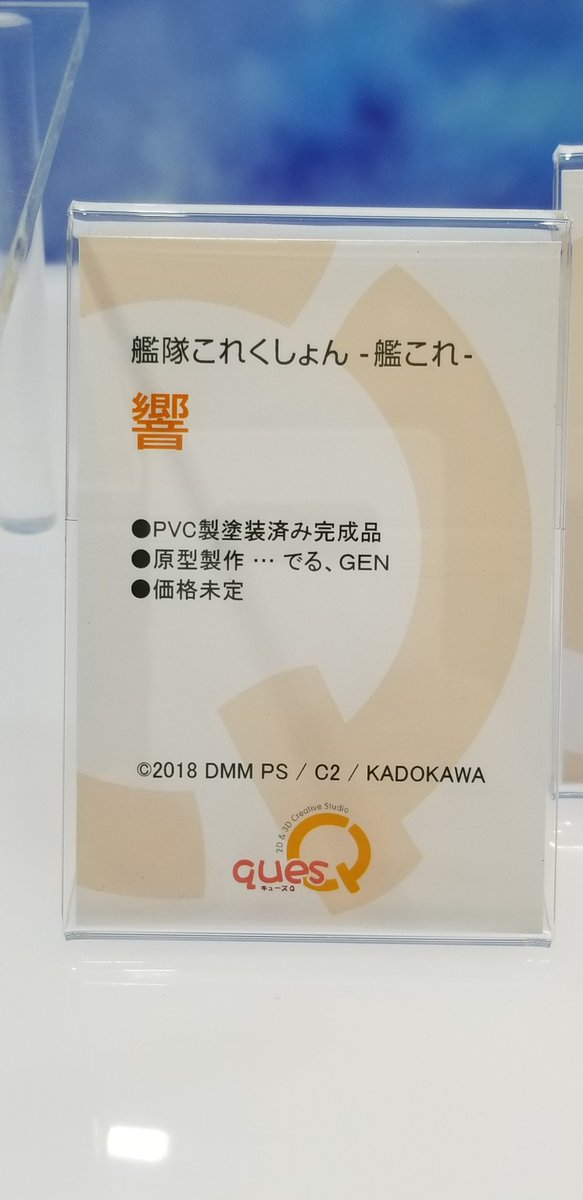 艦隊これくしょん -艦これ-
響
●PVC製塗装済み完成品
●原型製作 … でる、GEN
●価格未定
©2018 DMM PS / C2 / KADOKAWA
2D & 3D Creative Studio
quesQ
キューズQ